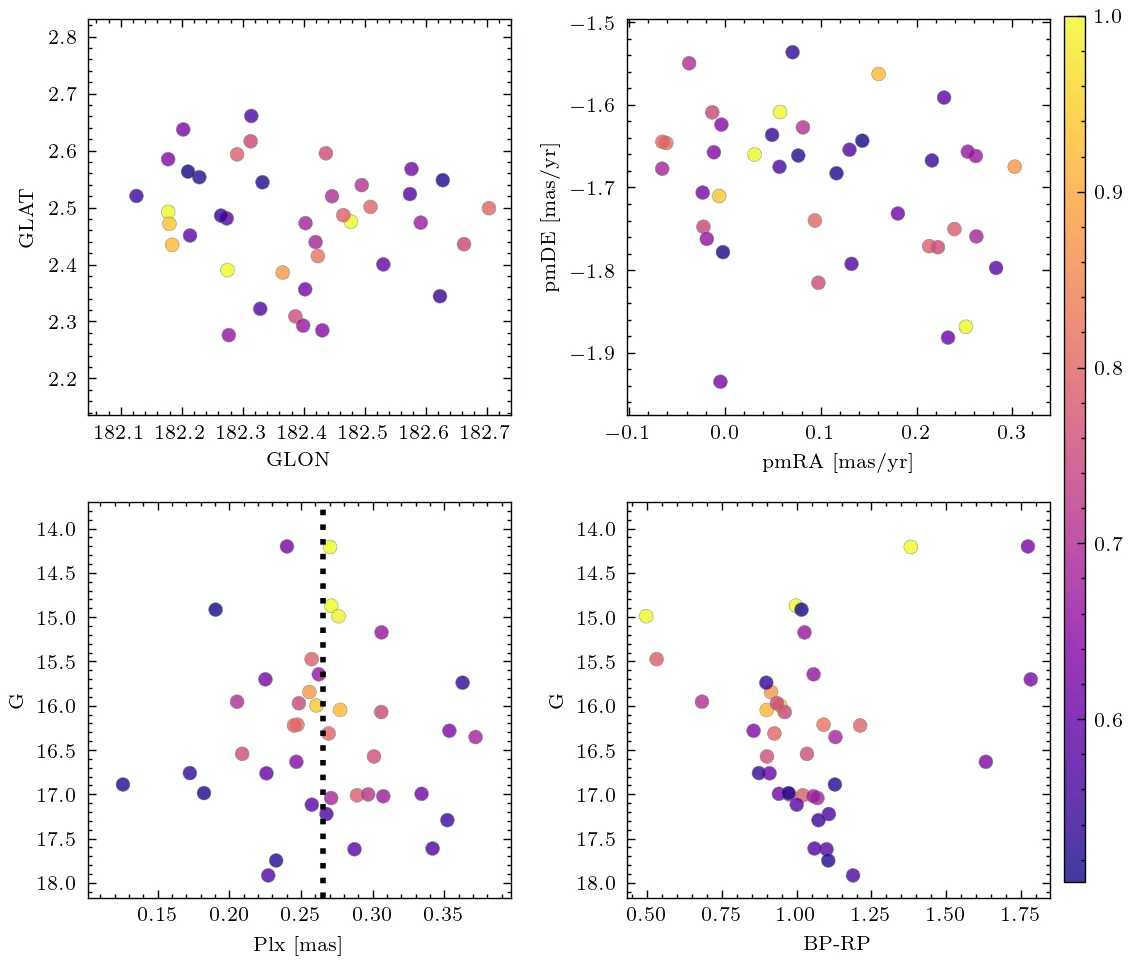 2.8
2.7
2.6
2.5
2.4
2.3
2.2
GLAT
182.1 182.2 182.3 182.4 182.5 182.6 182.7
GLON
−1.5
−1.6
−1.7
−1.8
−1.9
pmDE [mas/yr]
−0.1 0.0 0.1 0.2 0.3
pmRA [mas/yr]
1.0
0.9
0.8
0.7
0.6
14.0
14.5
15.0
15.5
16.0
16.5
17.0
17.5
18.0
G
0.15 0.20 0.25 0.30 0.35
Plx [mas]
14.0
14.5
15.0
15.5
16.0
16.5
17.0
17.5
18.0
G
0.50 0.75 1.00 1.25 1.50 1.75
BP-RP